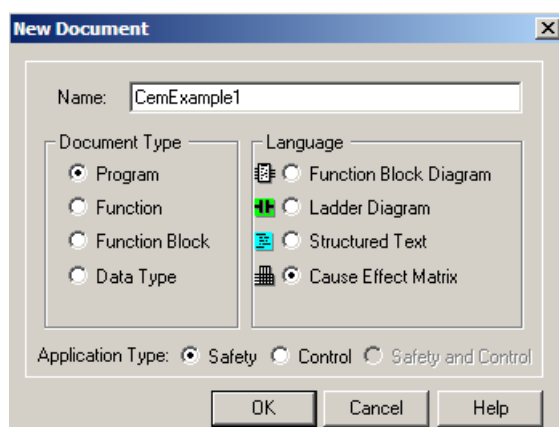 New Document
Name: CemExample1
Document Type
Program
Function
Function Block
Data Type
Language
Function Block Diagram
Ladder Diagram
Structured Text
Cause Effect Matrix
Application Type: Safety Control Safety and Control
OK Cancel Help